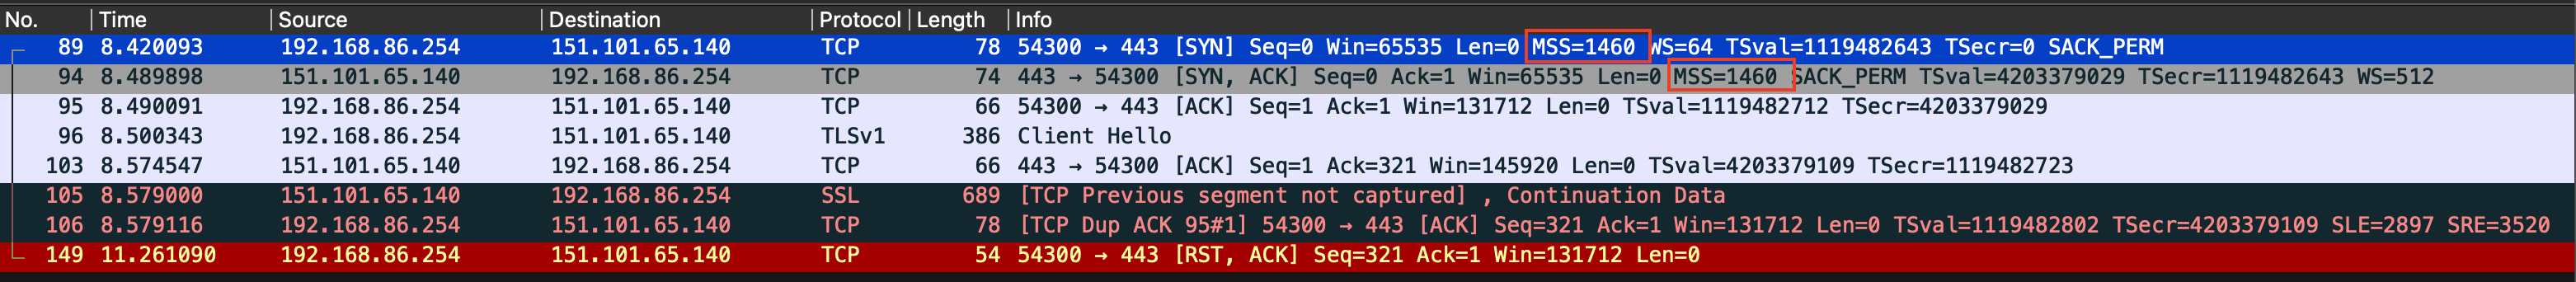 No. Time Source Destination Protocol Length Info
89 8.420093 192.168.86.254 151.101.65.140 TCP 78 54300 → 443 [SYN] Seq=0 Win=65535 Len=0 MSS=1460 WS=64 TSval=1119482643 TSecr=0 SACK_PERM
94 8.489898 151.101.65.140 192.168.86.254 TCP 74 443 → 54300 [SYN, ACK] Seq=0 Ack=1 Win=65535 Len=0 MSS=1460 SACK_PERM TSval=4203379029 TSecr=1119482643 WS=512
95 8.490091 192.168.86.254 151.101.65.140 TCP 66 54300 → 443 [ACK] Seq=1 Ack=1 Win=131712 Len=0 TSval=1119482712 TSecr=4203379029
96 8.500343 192.168.86.254 151.101.65.140 TLSv1 386 Client Hello
103 8.574547 151.101.65.140 192.168.86.254 TCP 66 443 → 54300 [ACK] Seq=1 Ack=321 Win=145920 Len=0 TSval=4203379109 TSecr=1119482723
105 8.579000 151.101.65.140 192.168.86.254 SSL 689 [TCP Previous segment not captured] , Continuation Data
106 8.579116 192.168.86.254 151.101.65.140 TCP 78 [TCP Dup ACK 95#1] 54300 → 443 [ACK] Seq=321 Ack=1 Win=131712 Len=0 TSval=1119482802 TSecr=4203379109 SLE=2897 SRE=3520
149 11.261090 192.168.86.254 151.101.65.140 TCP 54 54300 → 443 [RST, ACK] Seq=321 Ack=1 Win=131712 Len=0